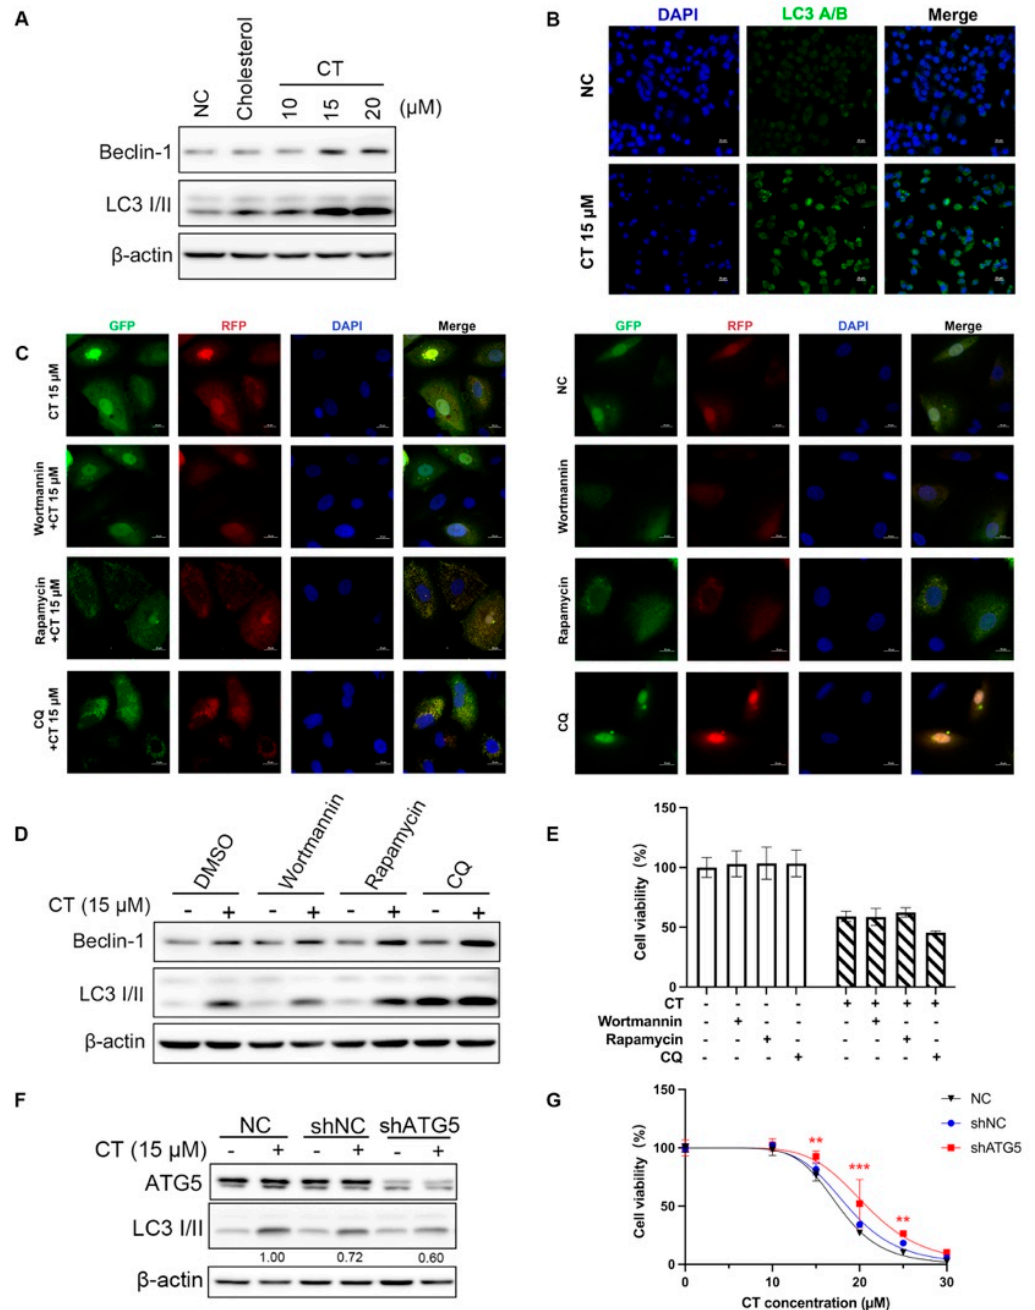 A
NC
Cholesterol
CT
10
15
20
(μM)
Beclin-1
LC3 I/II
β-actin
B
DAPI
LC3 A/B
Merge
NC
CT 15 μM
C
GFP
RFP
DAPI
Merge
CT 15 μM
Wortmannin
+CT 15 μM
Rapamycin
+CT 15 μM
CQ
+CT 15 μM
GFP
RFP
DAPI
Merge
NC
Wortmannin
Rapamycin
CQ
D
DMSO
Wortmannin
Rapamycin
CQ
CT (15 μM)
- + - + - + - +
Beclin-1
LC3 I/II
β-actin
E
Cell viability (%)
150
100
50
0
CT - - - - + + + +
Wortmannin - + - - - + - -
Rapamycin - - + - - - + -
CQ - - - + - - - +
F
NC
shNC
shATG5
CT (15 μM)
- + - + - +
ATG5
LC3 I/II
1.00
0.72
0.60
β-actin
G
Cell viability (%)
150
100
50
0
**
***
**
NC
shNC
shATG5
0
10
20
30
CT concentration (μM)